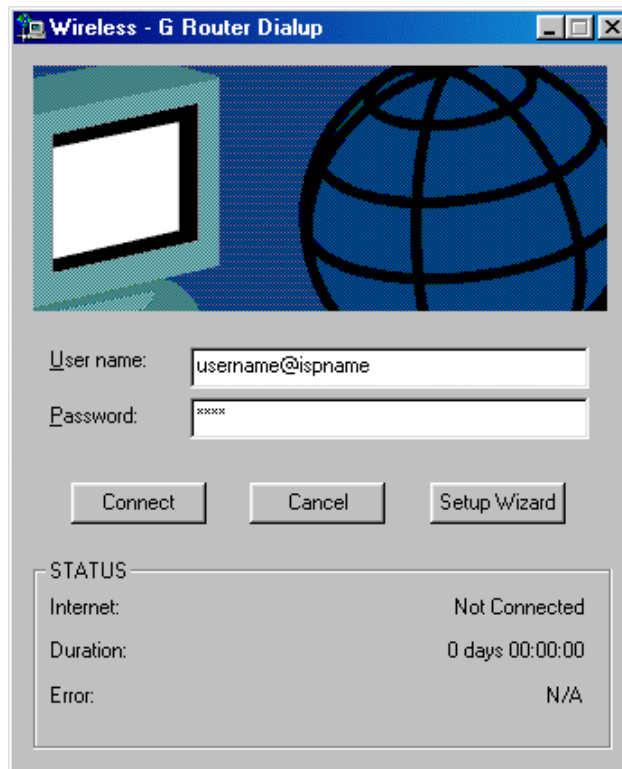 Wireless - G Router Dialup
User name: username@ispname
Password: ****
Connect Cancel Setup Wizard
STATUS
Internet: Not Connected
Duration: 0 days 00:00:00
Error: N/A